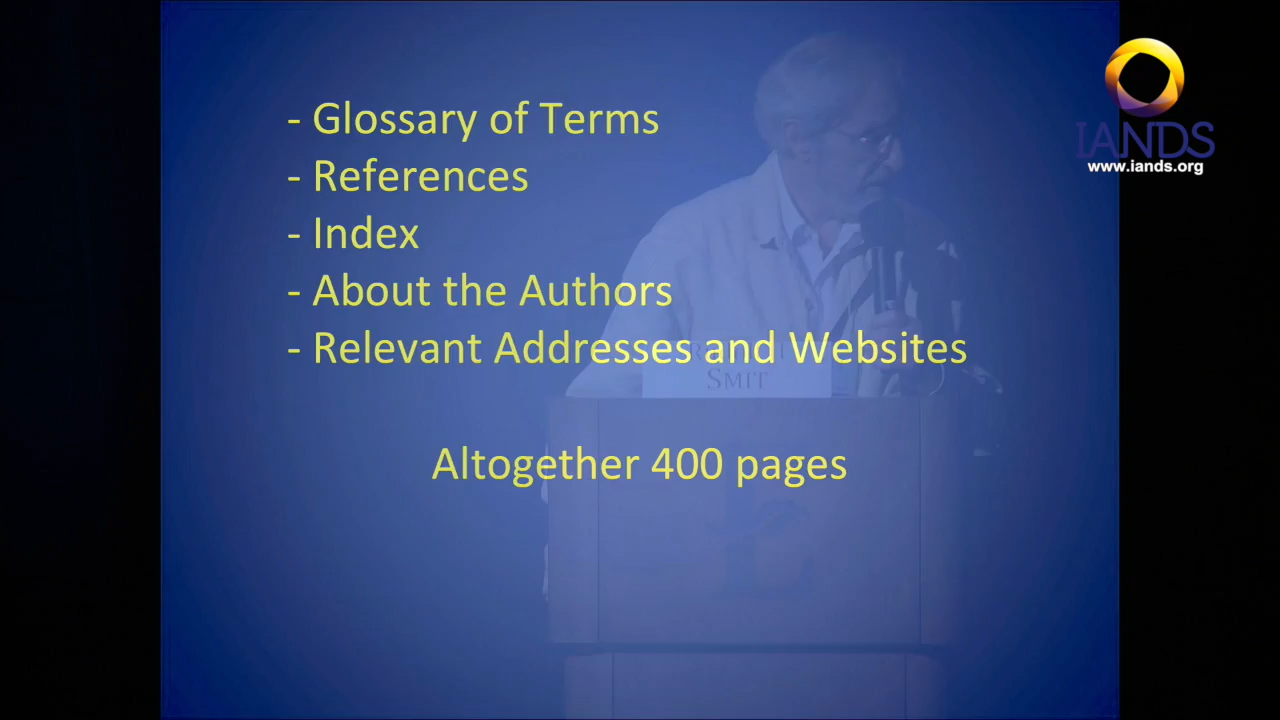 - Glossary of Terms
- References
- Index
- About the Authors
- Relevant Addresses and Websites
Altogether 400 pages
SMIT
IANDS
www.iands.org